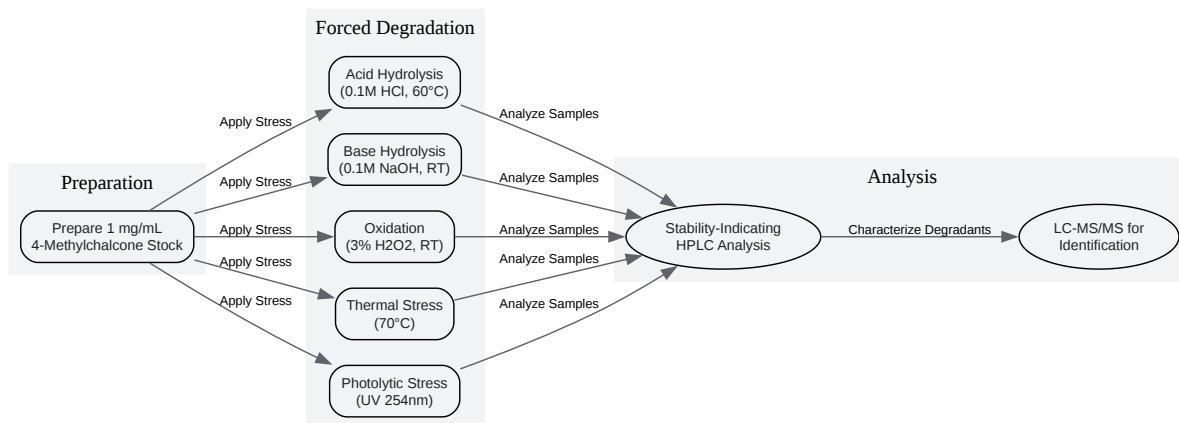 Preparation
Prepare 1 mg/mL
4-Methylchalcone Stock
Apply Stress
Apply Stress
Apply Stress
Apply Stress
Apply Stress
Forced Degradation
Acid Hydrolysis
(0.1M HCl, 60°C)
Base Hydrolysis
(0.1M NaOH, RT)
Oxidation
(3% H2O2, RT)
Thermal Stress
(70°C)
Photolytic Stress
(UV 254nm)
Analyze Samples
Analyze Samples
Analyze Samples
Analyze Samples
Analyze Samples
Analysis
Stability-Indicating
HPLC Analysis
Characterize Degradants
LC-MS/MS for
Identification